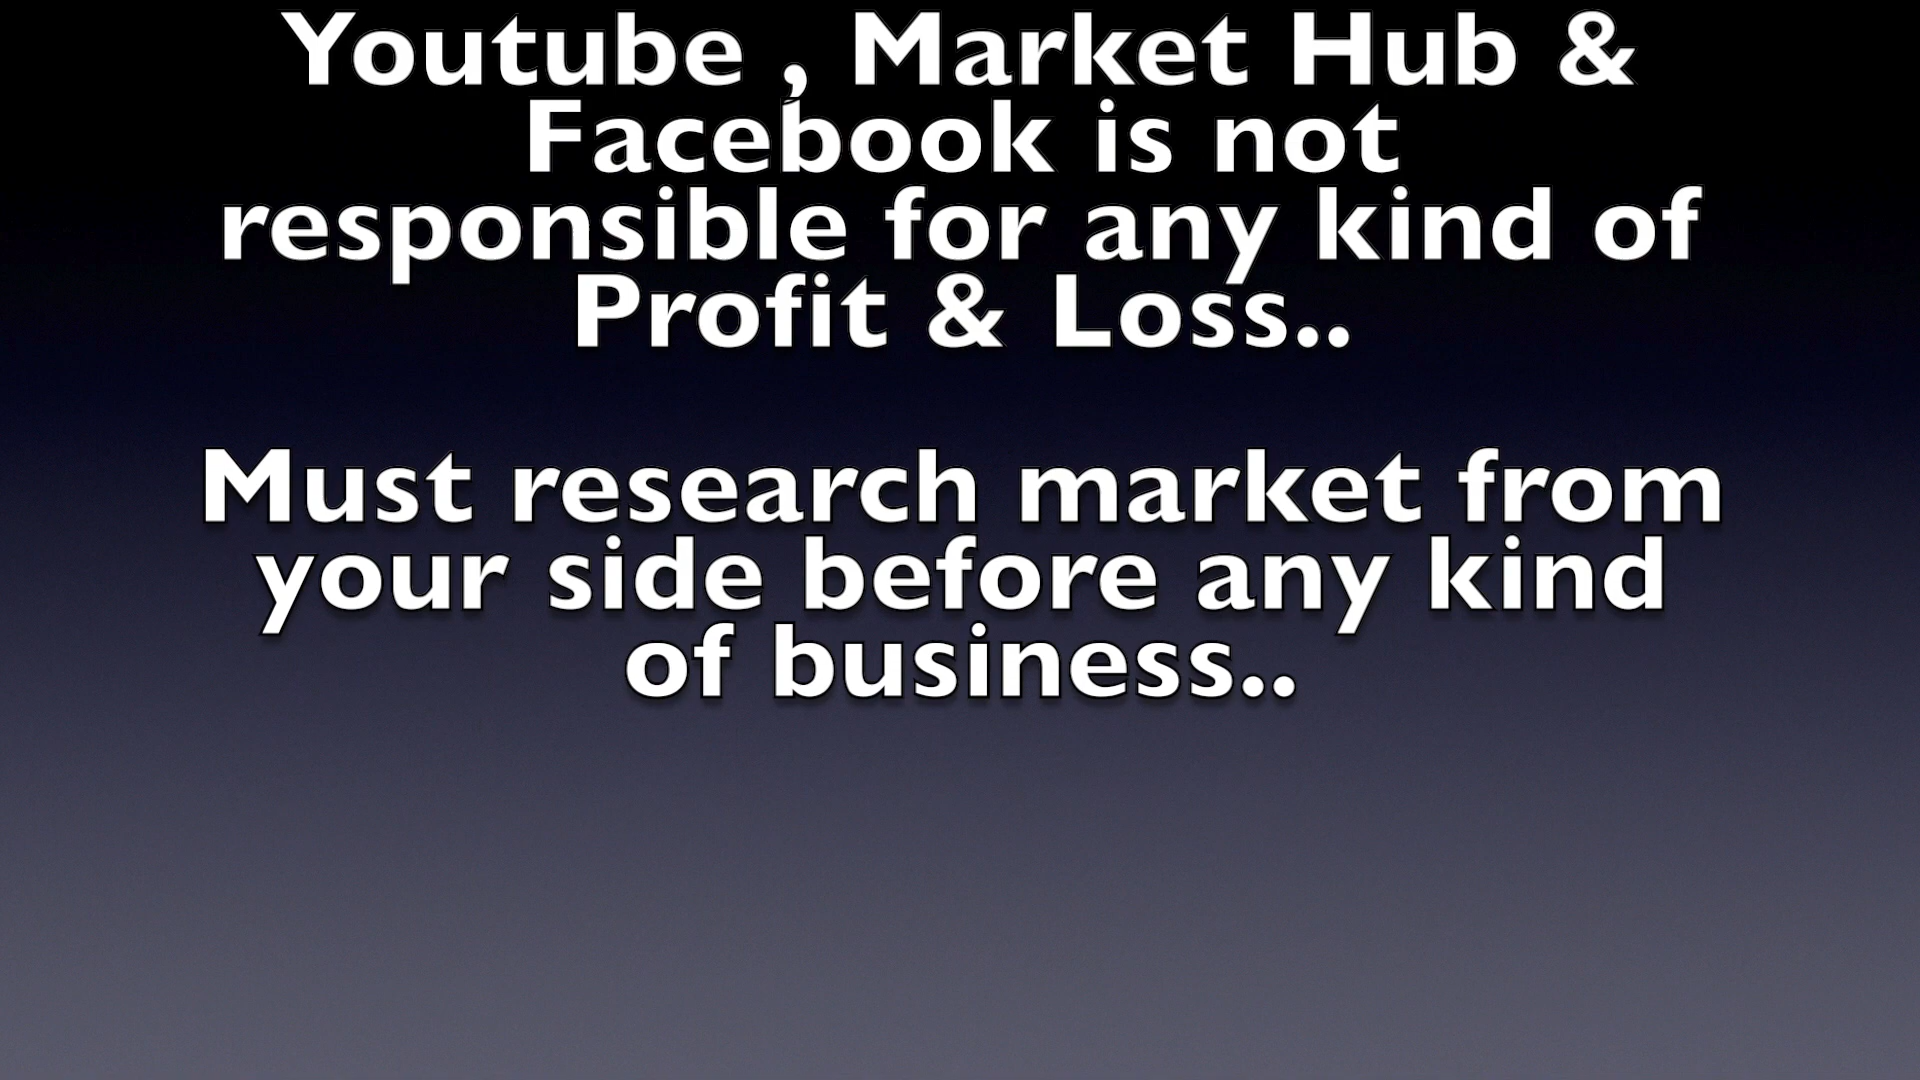 Youtube , Market Hub &
Facebook is not
responsible for any kind of
Profit & Loss..
Must research market from
your side before any kind
of business..